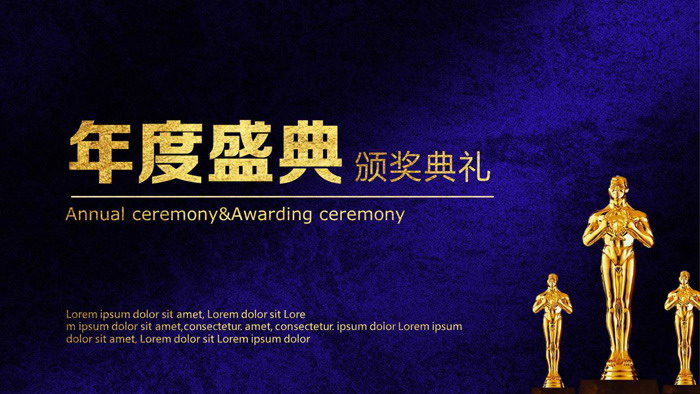 年度盛典 颁奖典礼
Annual ceremony&Awarding ceremony
Lorem ipsum dolor sit amet, Lorem dolor sit Lore
m ipsum dolor sit amet,consectetur. amet, consectetur. ipsum dolor Lorem ipsum
dolor sit amet, Lorem dolor sit Lorem ipsum dolor